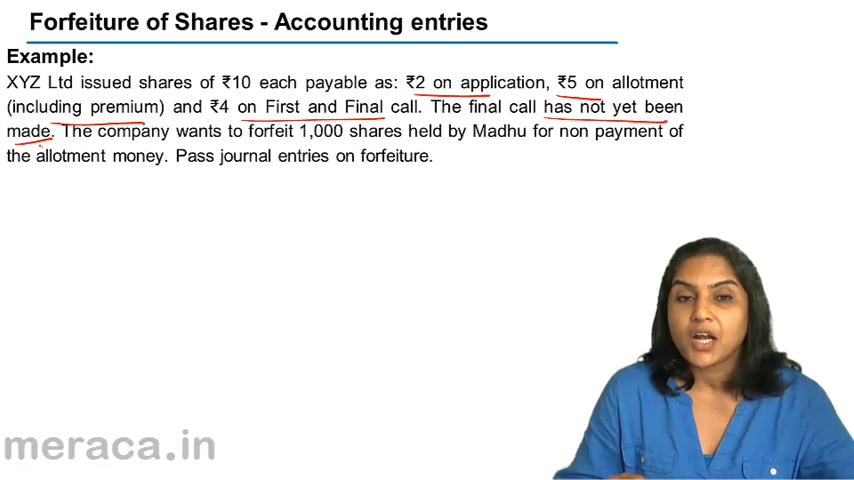 Forfeiture of Shares - Accounting entries
Example:
XYZ Ltd issued shares of ₹10 each payable as: ₹2 on application, ₹5 on allotment
(including premium) and ₹4 on First and Final call. The final call has not yet been
made. The company wants to forfeit 1,000 shares held by Madhu for non payment of
the allotment money. Pass journal entries on forfeiture.
meraca.in